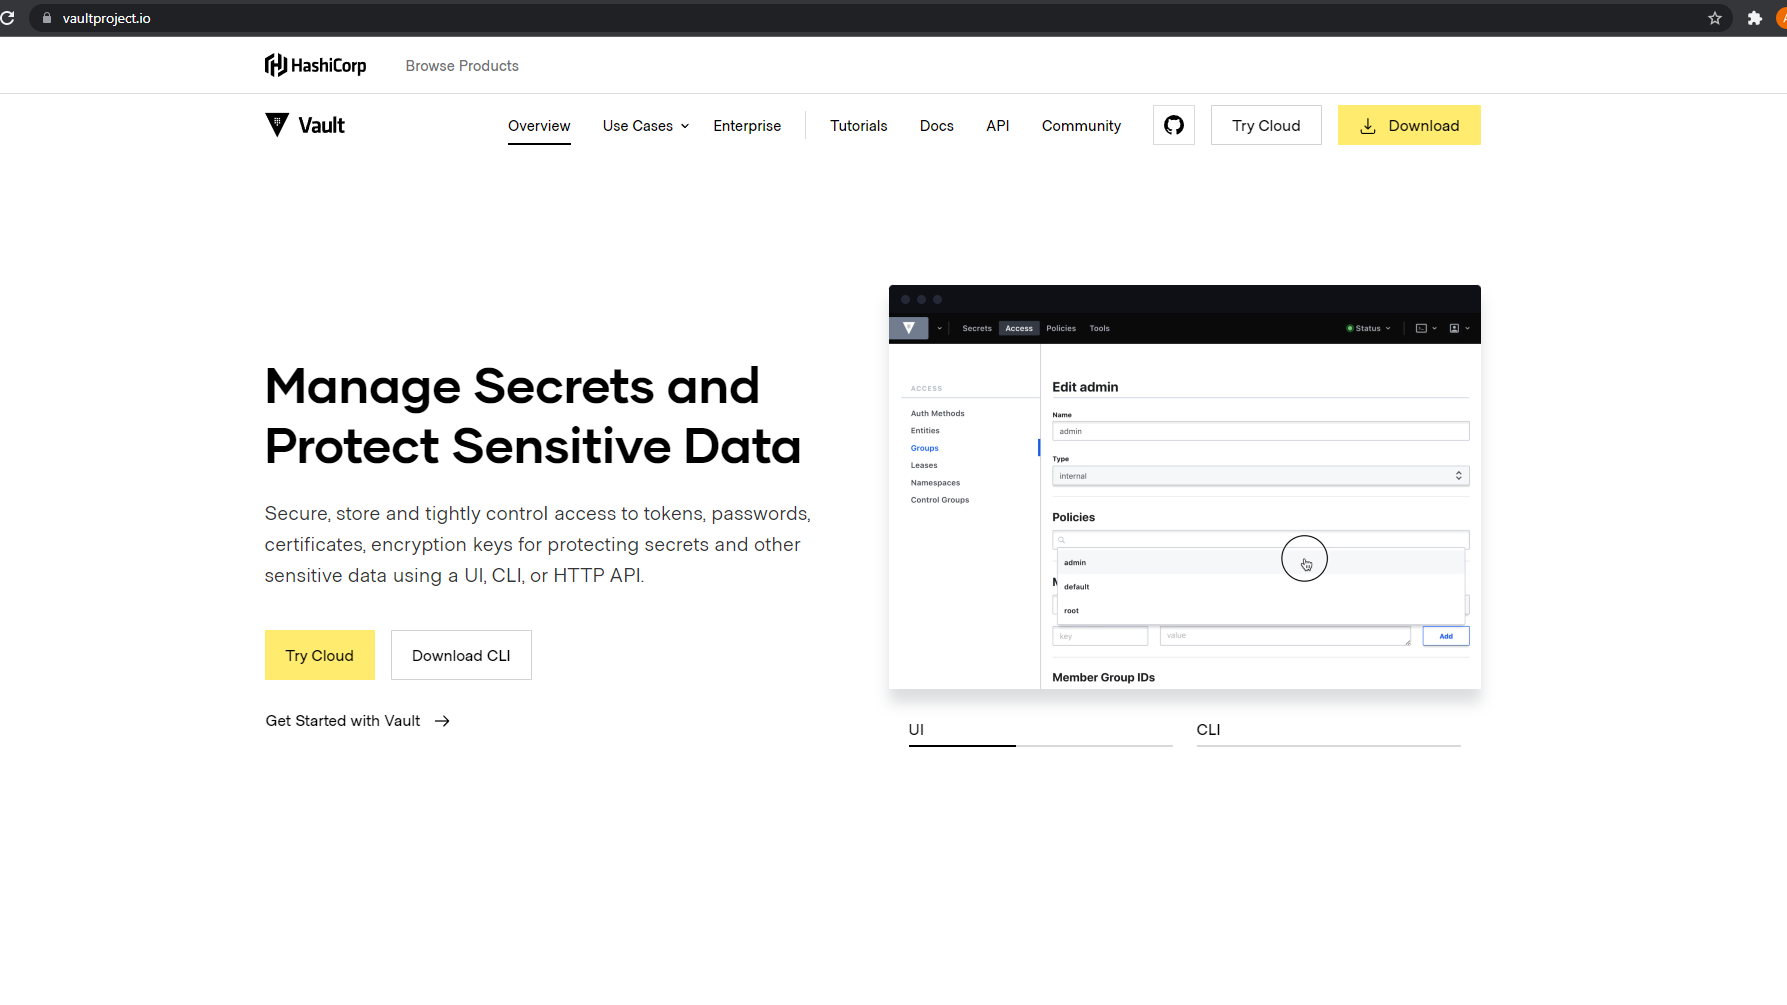 vaultproject.io
HashiCorp Browse Products
Vault Overview Use Cases Enterprise Tutorials Docs API Community Try Cloud Download
Manage Secrets and
Protect Sensitive Data
Secure, store and tightly control access to tokens, passwords,
certificates, encryption keys for protecting secrets and other
sensitive data using a UI, CLI, or HTTP API.
Try Cloud Download CLI
Get Started with Vault
Secrets Access Policies Tools Status
ACCESS
Auth Methods
Entities
Groups
Leases
Namespaces
Control Groups
Edit admin
Name
admin
Type
internal
Policies
admin
default
root
key value Add
Member Group IDs
UI CLI